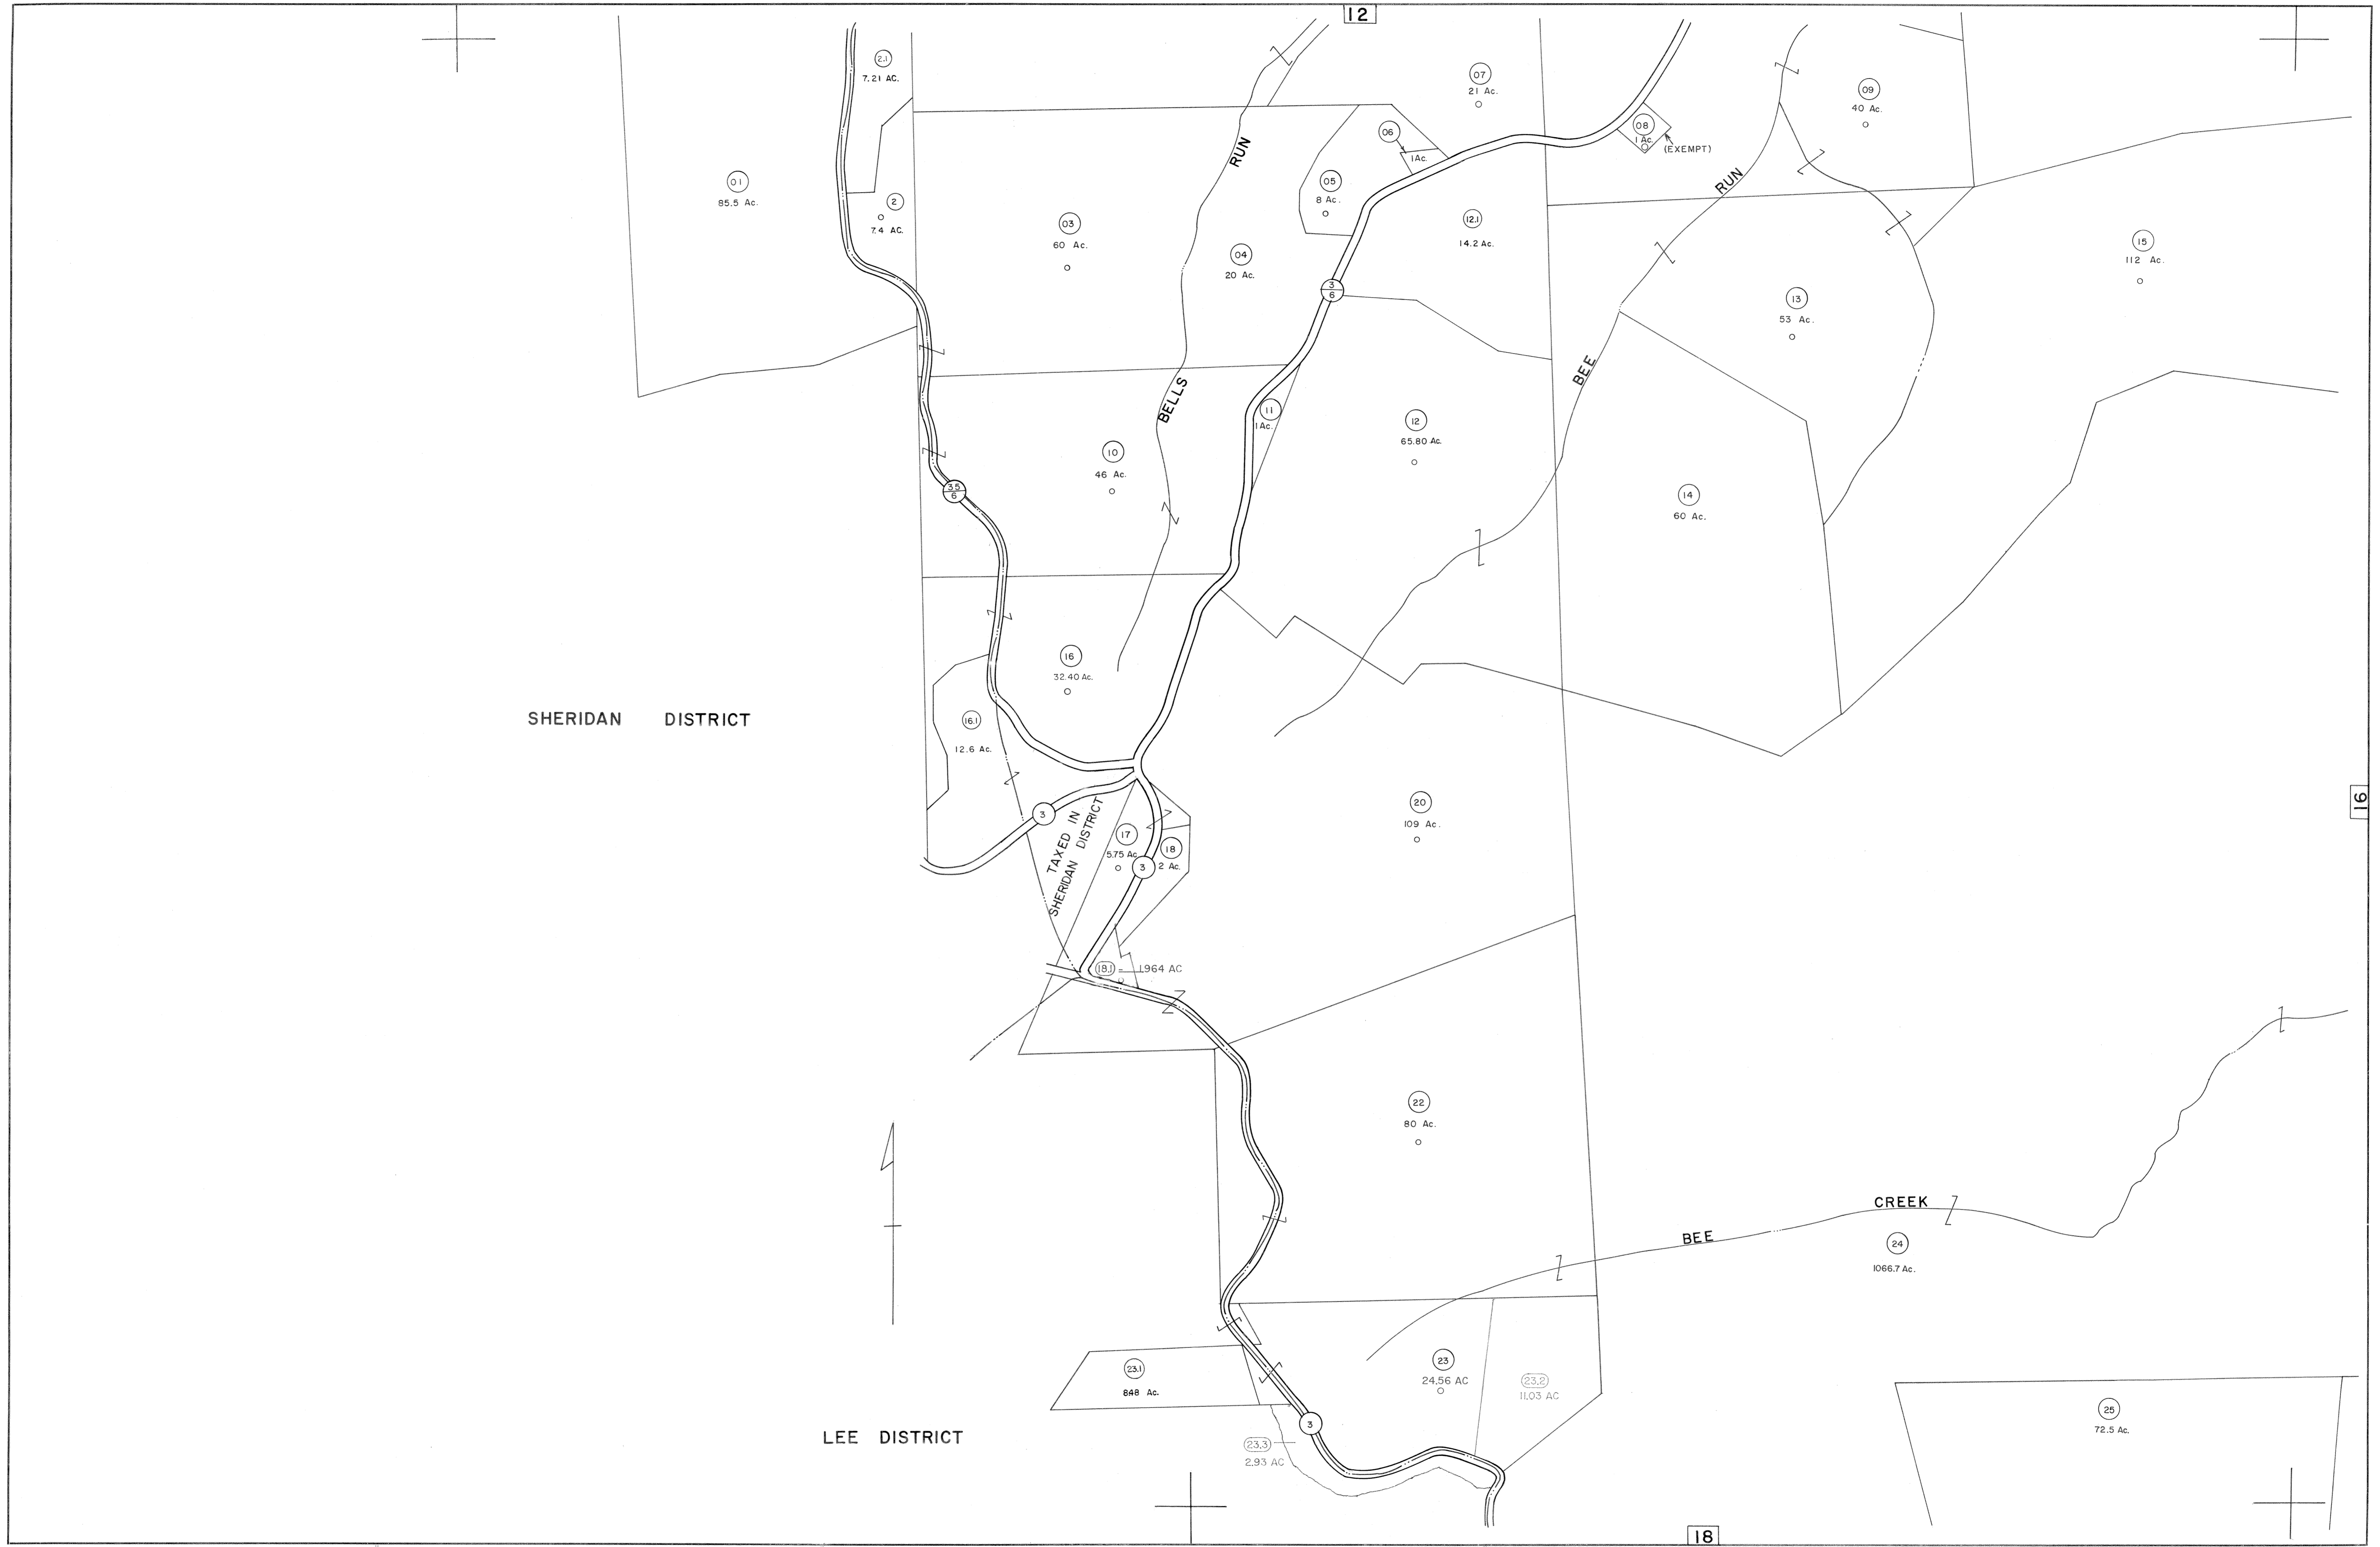 12
2.1
7.21 AC.
07
21 Ac.
09
40 Ac.
06
1 Ac.
08
1 Ac.
(EXEMPT)
01
85.5 Ac.
2
7.4 AC.
RUN
05
8 Ac.
RUN
03
60 Ac.
04
20 Ac.
12.1
14.2 Ac.
15
112 Ac.
3
6
13
53 Ac.
BEE
BELLS
11
1 Ac.
12
65.80 Ac.
10
46 Ac.
35
6
14
60 Ac.
16
32.40 Ac.
SHERIDAN DISTRICT
16.1
12.6 Ac.
16
3
TAXED IN
SHERIDAN DISTRICT
17
5.75 Ac.
18
2 Ac.
3
20
109 Ac.
18.1 = 1.964 AC
22
80 Ac.
CREEK
BEE
24
1066.7 Ac.
23.1
8.48 Ac.
23
24.56 AC
23.2
11.03 AC
25
72.5 Ac.
LEE DISTRICT
3
23.3
2.93 AC
18